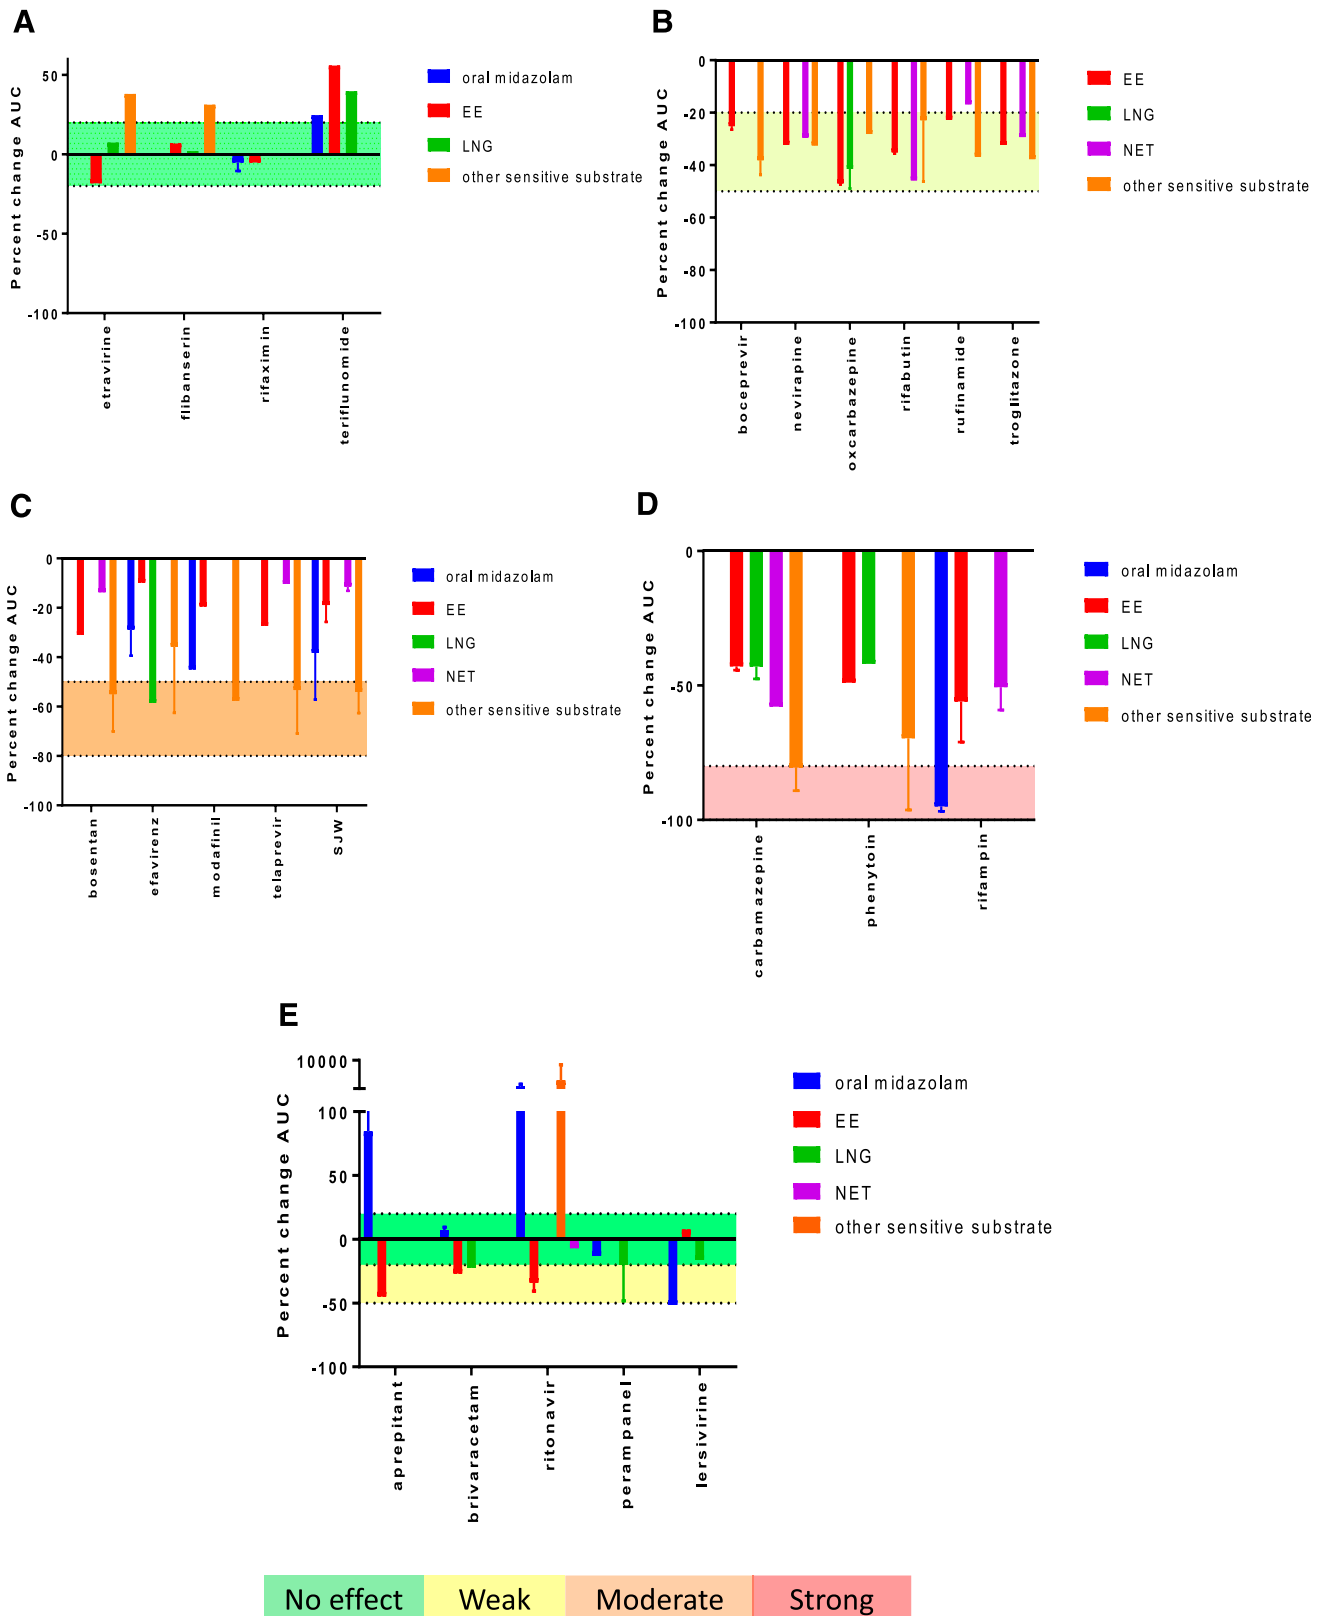 A
Percent change AUC
50
0
-50
-100
etravirine
flibanserin
rifaximin
teriflunomide
oral midazolam
EE
LNG
other sensitive substrate
B
Percent change AUC
0
-20
-40
-60
-80
-100
boceprevir
nevirapine
oxcarbazepine
rifabutin
rufinamide
troglitazone
EE
LNG
NET
other sensitive substrate
C
Percent change AUC
0
-20
-40
-60
-80
-100
bosentan
efavirenz
modafinil
telaprevir
SJW
oral midazolam
EE
LNG
NET
other sensitive substrate
D
Percent change AUC
0
-50
-100
carbamazepine
phenytoin
rifampin
oral midazolam
EE
LNG
NET
other sensitive substrate
E
Percent change AUC
10000
100
50
0
-50
-100
aprepitant
brivaracetam
ritonavir
perampanel
lersivirine
oral midazolam
EE
LNG
NET
other sensitive substrate
No effect Weak Moderate Strong